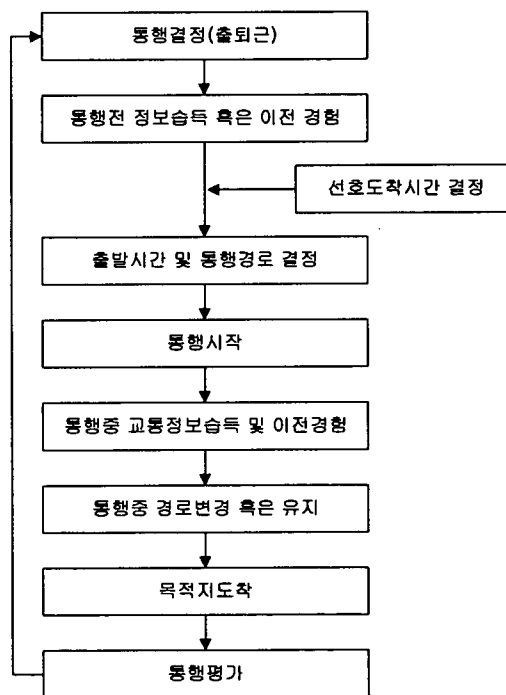 통행결정(출퇴근)
통행전 정보습득 혹은 이전 경험
선호도착시간 결정
출발시간 및 통행경로 결정
통행시작
통행중 교통정보습득 및 이전경험
통행중 경로변경 혹은 유지
목적지도착
통행평가